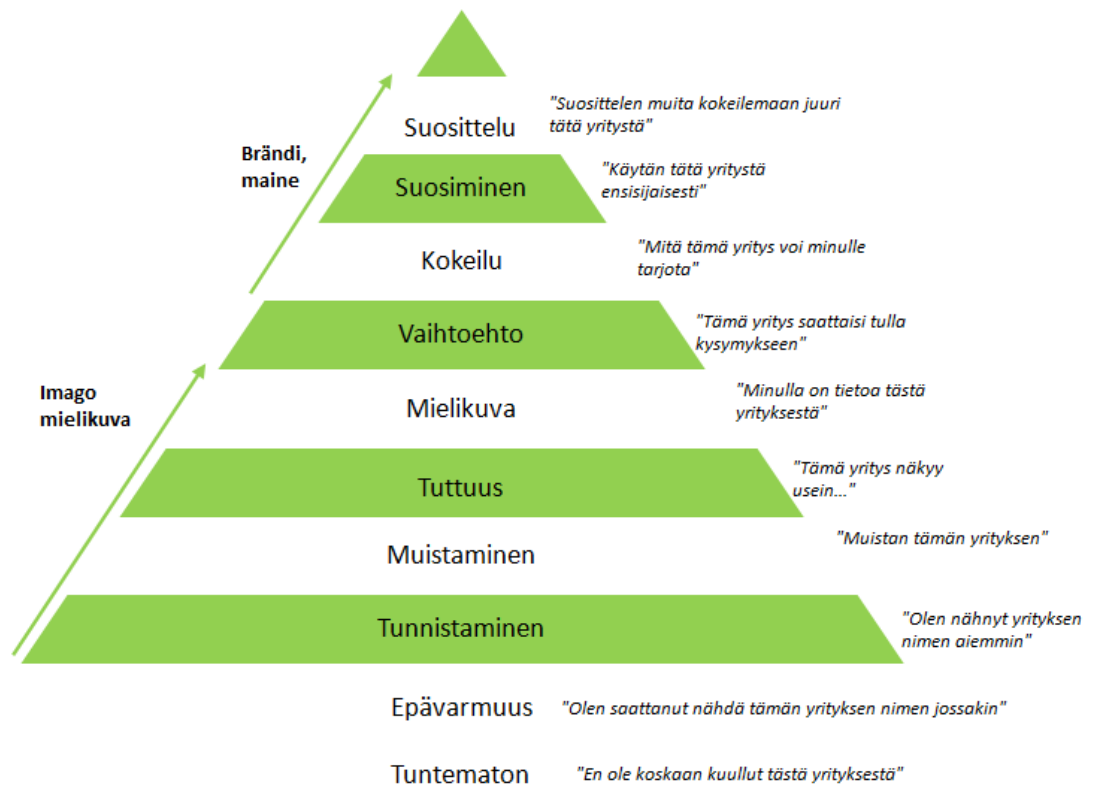 Suosittelu
"Suosittelen muita kokeilemaan juuri
tätä yritystä"
Brändi,
maine
Suosiminen
"Käytän tätä yritystä
ensisijaisesti"
Kokeilu
"Mitä tämä yritys voi minulle
tarjota"
Vaihtoehto
"Tämä yritys saattaisi tulla
kysymykseen"
Imago
mielikuva
Mielikuva
"Minulla on tietoa tästä
yrityksestä"
Tuttuus
"Tämä yritys näkyy
usein..."
Muistaminen
"Muistan tämän yrityksen"
Tunnistaminen
"Olen nähnyt yrityksen
nimen aiemmin"
Epävarmuus
"Olen saattanut nähdä tämän yrityksen nimen jossakin"
Tuntematon
"En ole koskaan kuullut tästä yrityksestä"